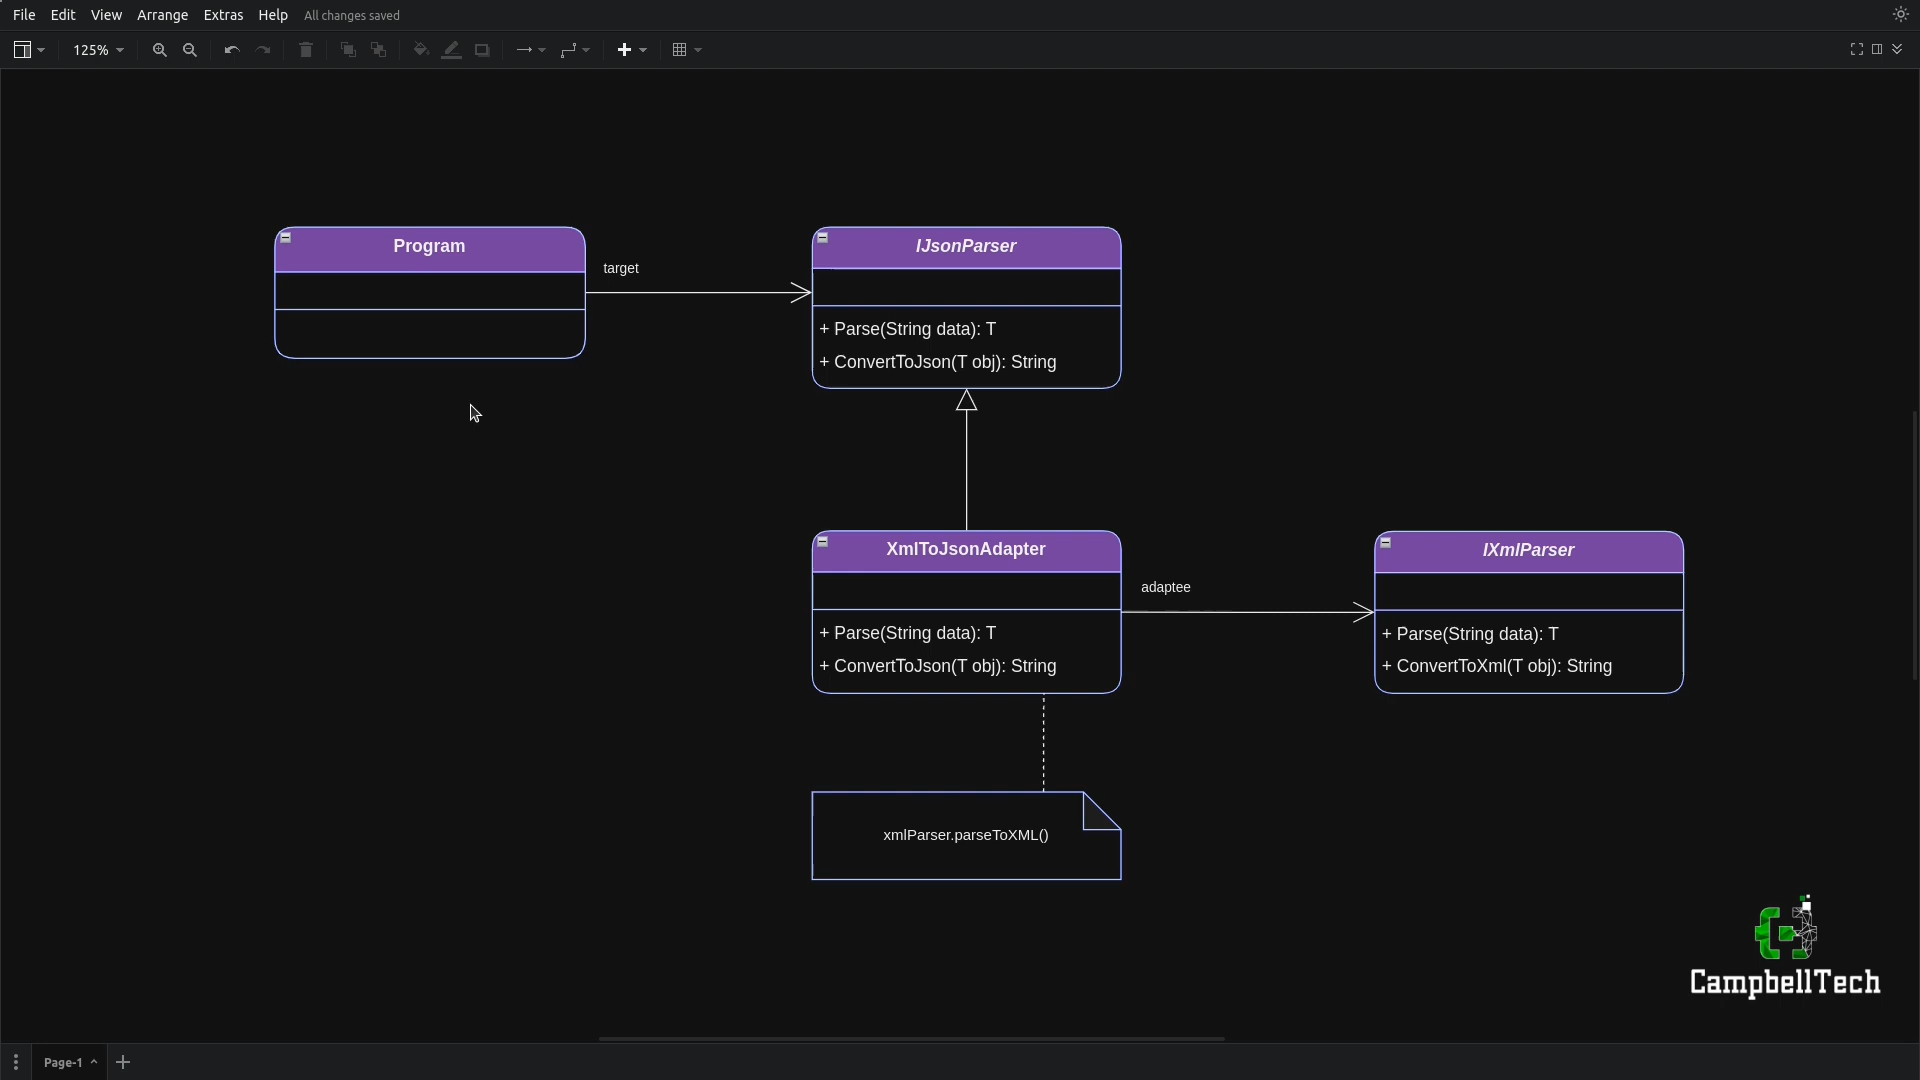 File Edit View Arrange Extras Help All changes saved
125%
Program
target
IJsonParser
+ Parse(String data): T
+ ConvertToJson(T obj): String
XmlToJsonAdapter
+ Parse(String data): T
+ ConvertToJson(T obj): String
adaptee
IXmlParser
+ Parse(String data): T
+ ConvertToXml(T obj): String
xmlParser.parseToXML()
CampbellTech
Page-1